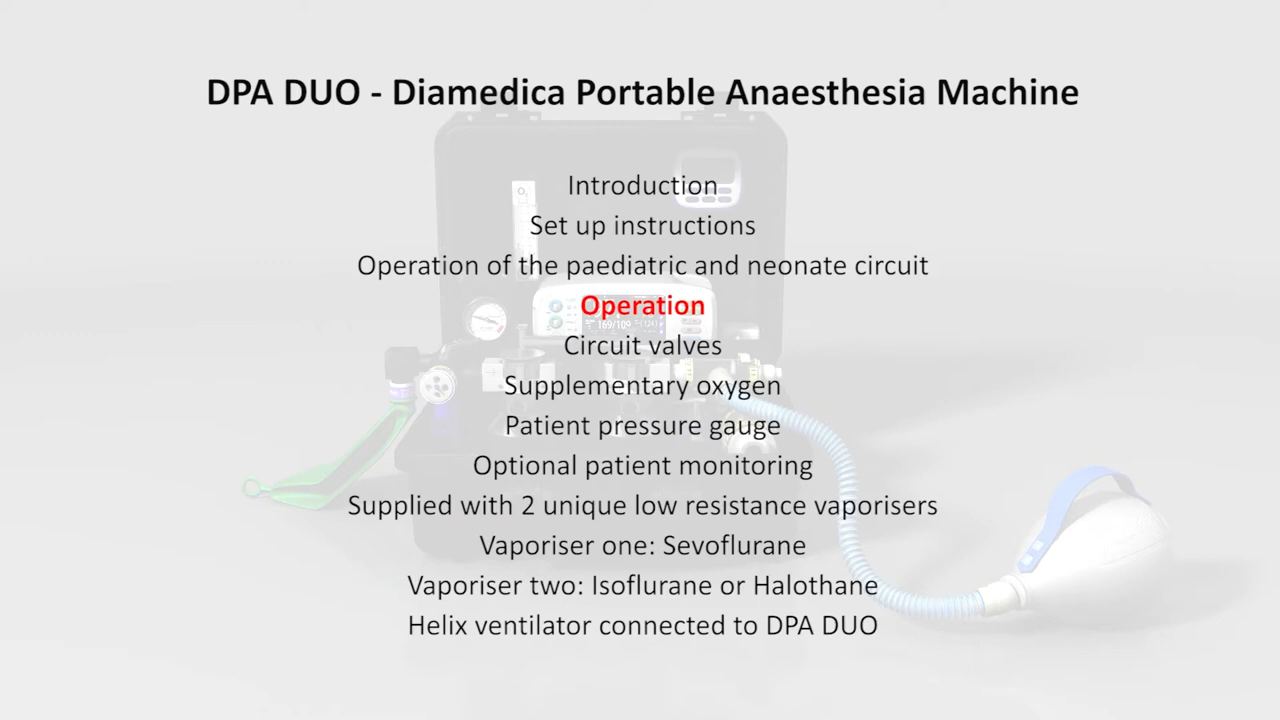 DPA DUO - Diamedica Portable Anaesthesia Machine
Introduction
Set up instructions
Operation of the paediatric and neonate circuit
Operation
Circuit valves
Supplementary oxygen
Patient pressure gauge
Optional patient monitoring
Supplied with 2 unique low resistance vaporisers
Vaporiser one: Sevoflurane
Vaporiser two: Isoflurane or Halothane
Helix ventilator connected to DPA DUO